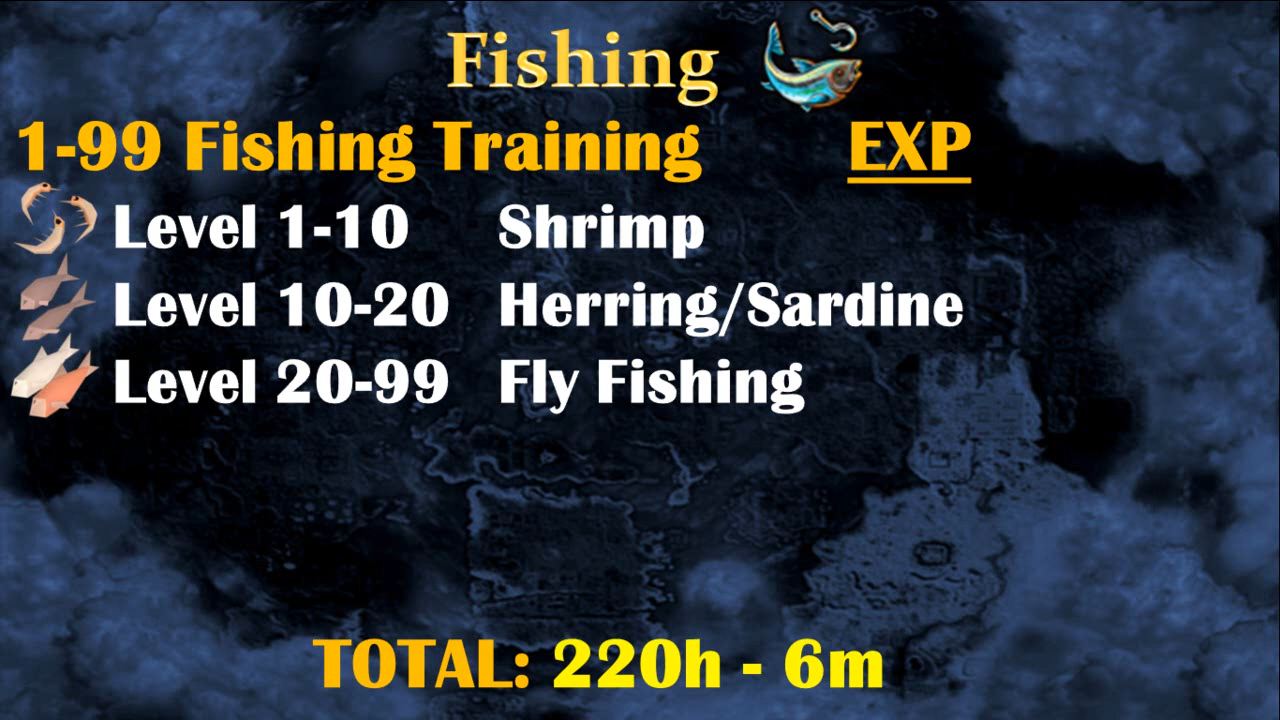 Fishing
1-99 Fishing Training EXP
Level 1-10 Shrimp
Level 10-20 Herring/Sardine
Level 20-99 Fly Fishing
TOTAL: 220h - 6m